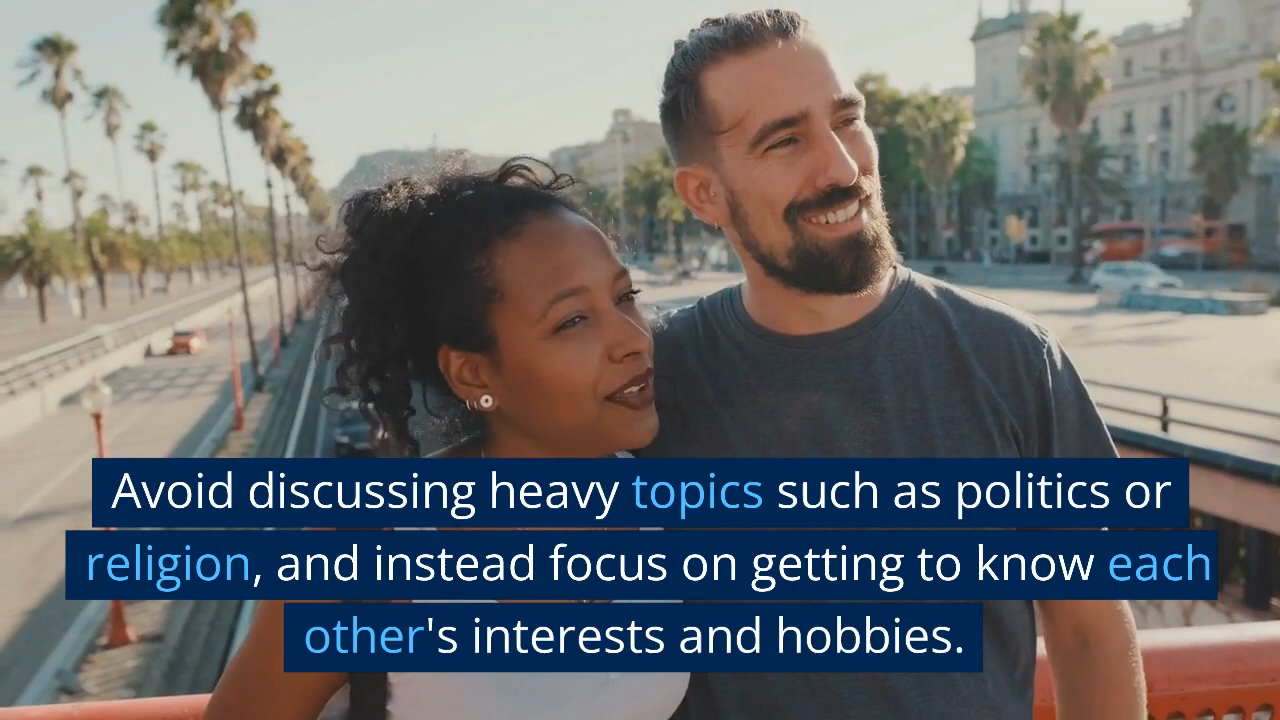 Avoid discussing heavy topics such as politics or
religion, and instead focus on getting to know each
other's interests and hobbies.